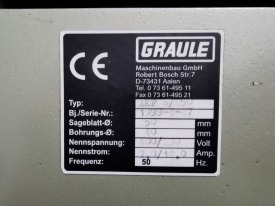 CE
GRAULE
Maschinenbau GmbH
Robert Bosch Str.7
D-73431 Aalen
Tel 0 73 61-495 11
Fax 0 73 61-495 21
Typ:
Bj./Serie-Nr.:
Sageblatt-Ø: mm
Bohrungs-Ø: mm
Nennspannung: Volt
Nennstrom: Amp.
Frequenz: 50 Hz.